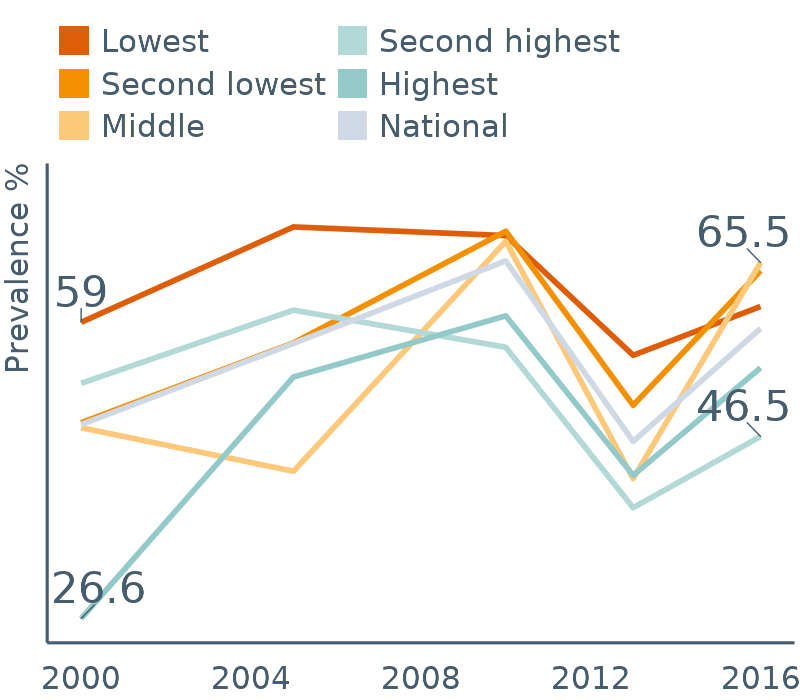 Lowest
Second lowest
Middle
Second highest
Highest
National
Prevalence %
59
26.6
65.5
46.5
2000 2004 2008 2012 2016